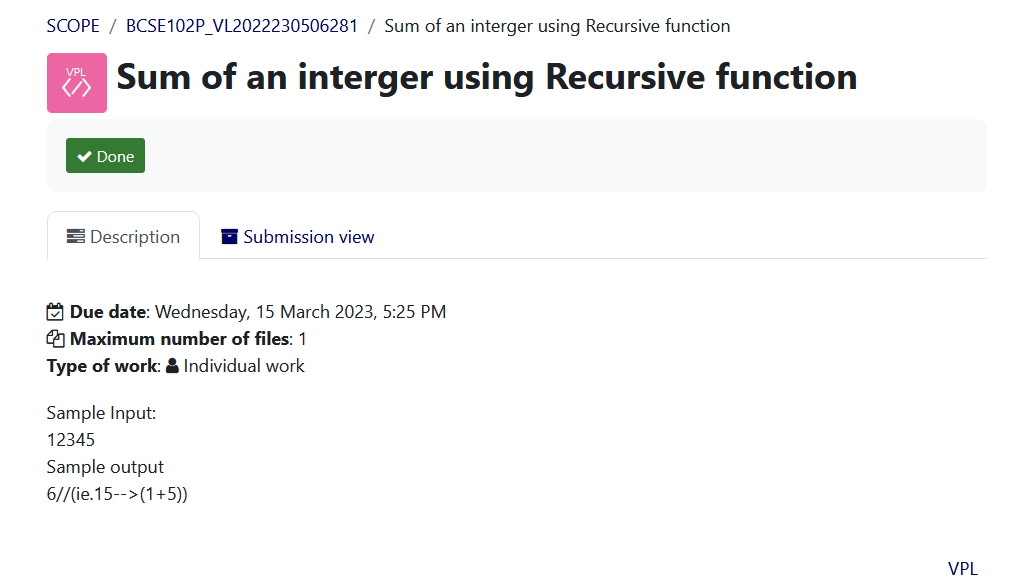 SCOPE / BCSE102P_VL2022230506281 / Sum of an interger using Recursive function
VPL
Sum of an interger using Recursive function
Done
Description Submission view
Due date: Wednesday, 15 March 2023, 5:25 PM
Maximum number of files: 1
Type of work: Individual work
Sample Input:
12345
Sample output
6//(ie.15-->(1+5))
VPL